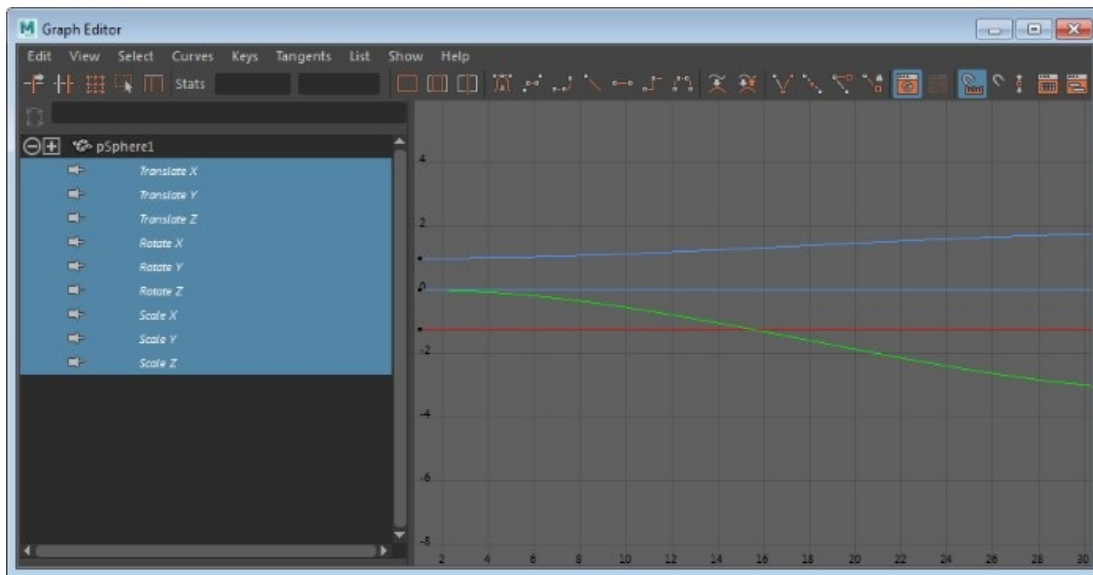 Graph Editor
Edit View Select Curves Keys Tangents List Show Help
Stats
pSphere1
Translate X
Translate Y
Translate Z
Rotate X
Rotate Y
Rotate Z
Scale X
Scale Y
Scale Z
4
2
0
-2
-4
-6
-8
2 4 6 8 10 12 14 16 18 20 22 24 26 28 30